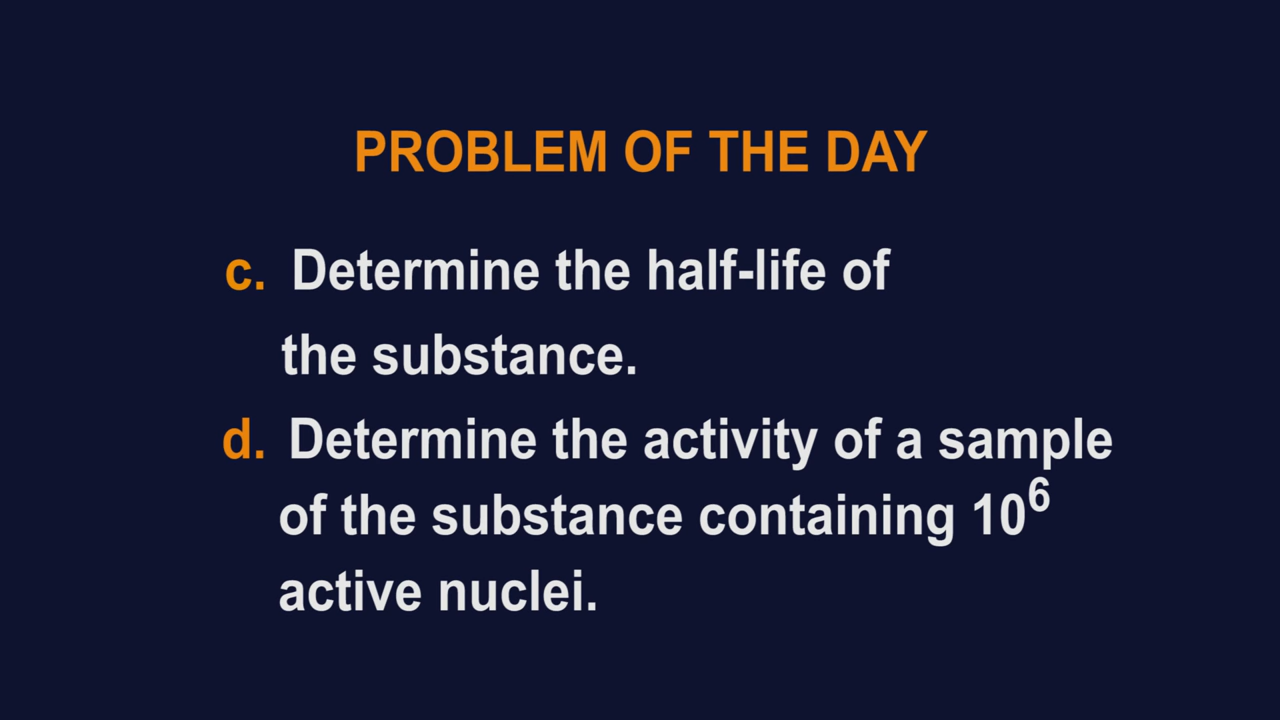 PROBLEM OF THE DAY
c. Determine the half-life of
the substance.
d. Determine the activity of a sample
of the substance containing 10⁶
active nuclei.